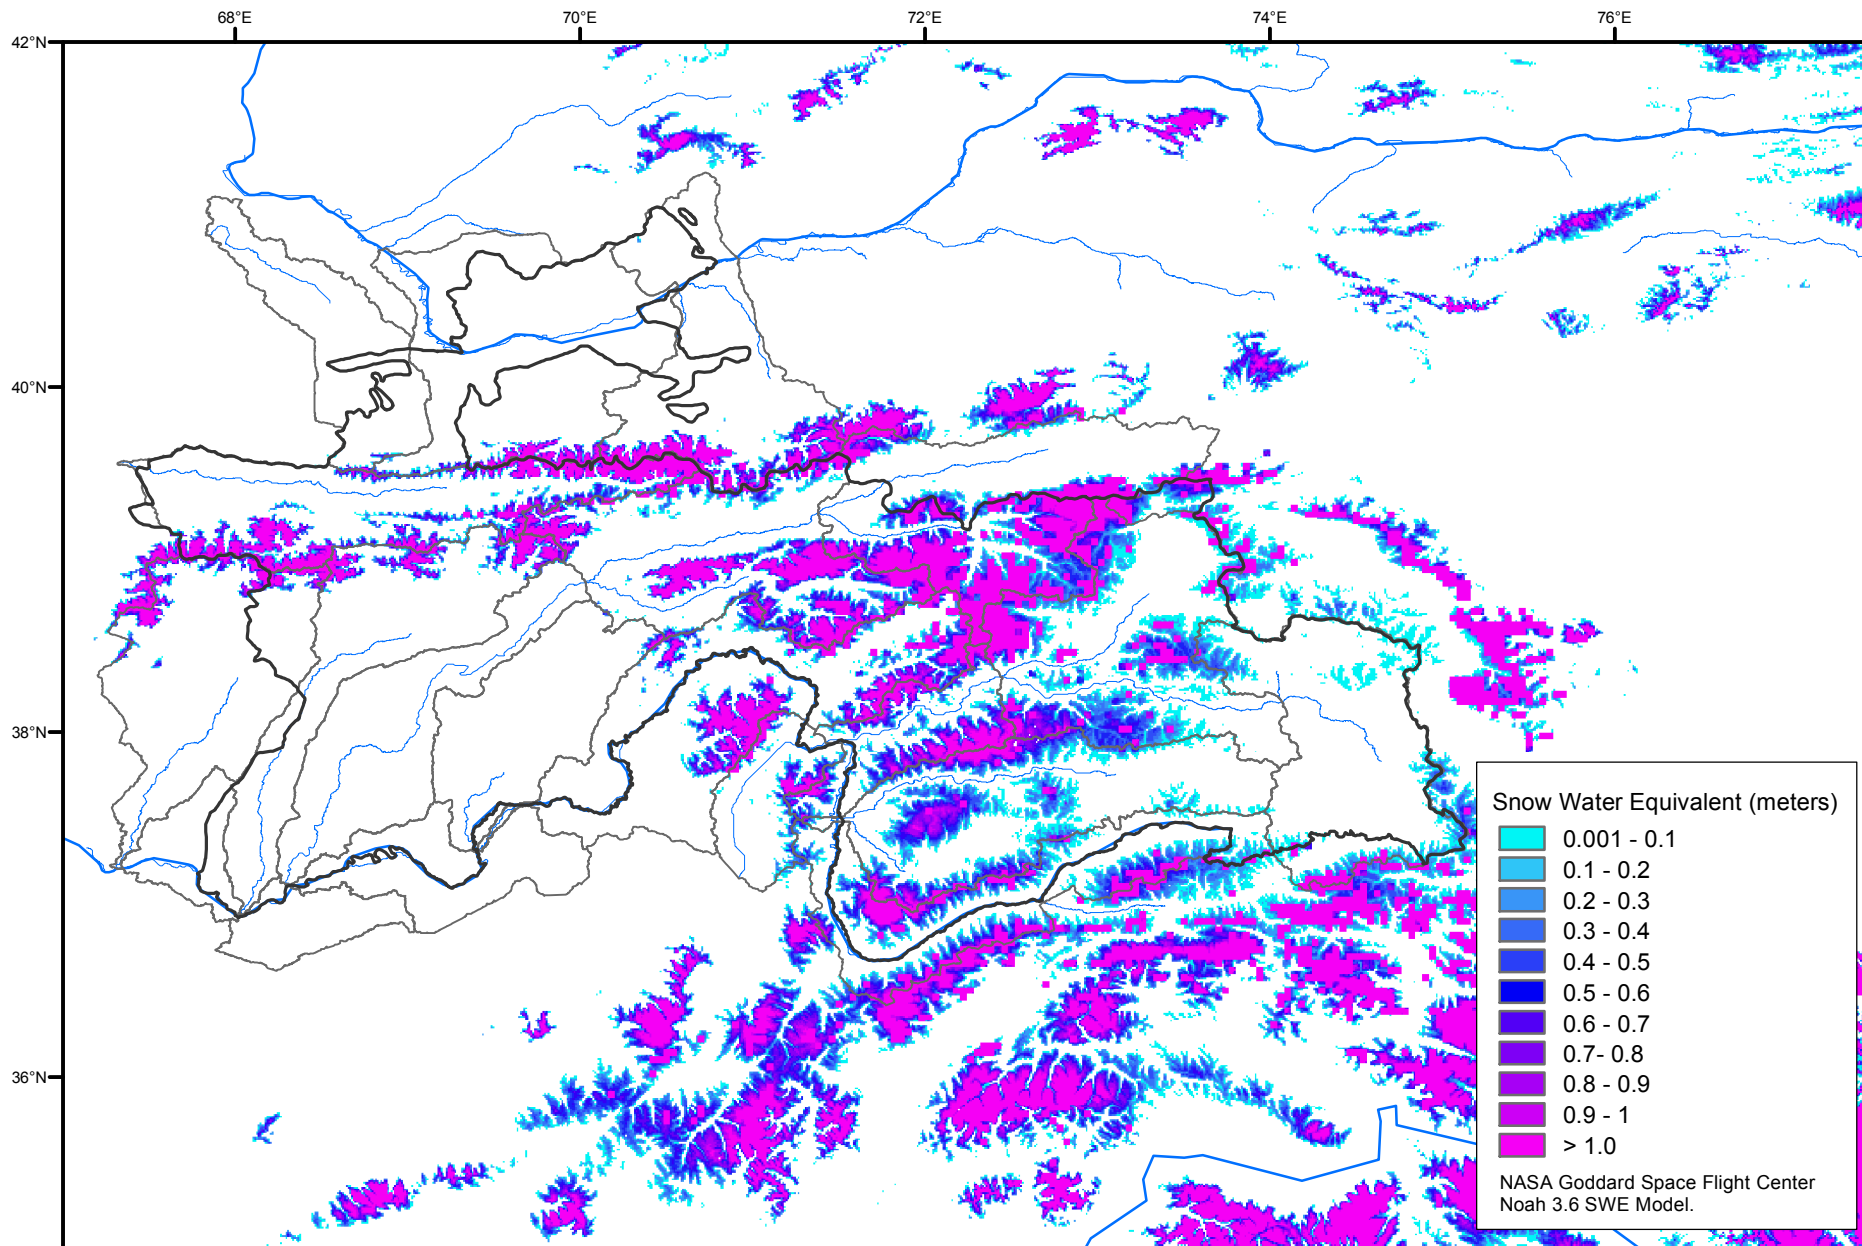 68°E
70°E
72°E
74°E
76°E
42°N
40°N
38°N
36°N
Snow Water Equivalent (meters)
0.001 - 0.1
0.1 - 0.2
0.2 - 0.3
0.3 - 0.4
0.4 - 0.5
0.5 - 0.6
0.6 - 0.7
0.7- 0.8
0.8 - 0.9
0.9 - 1
> 1.0
NASA Goddard Space Flight Center
Noah 3.6 SWE Model.